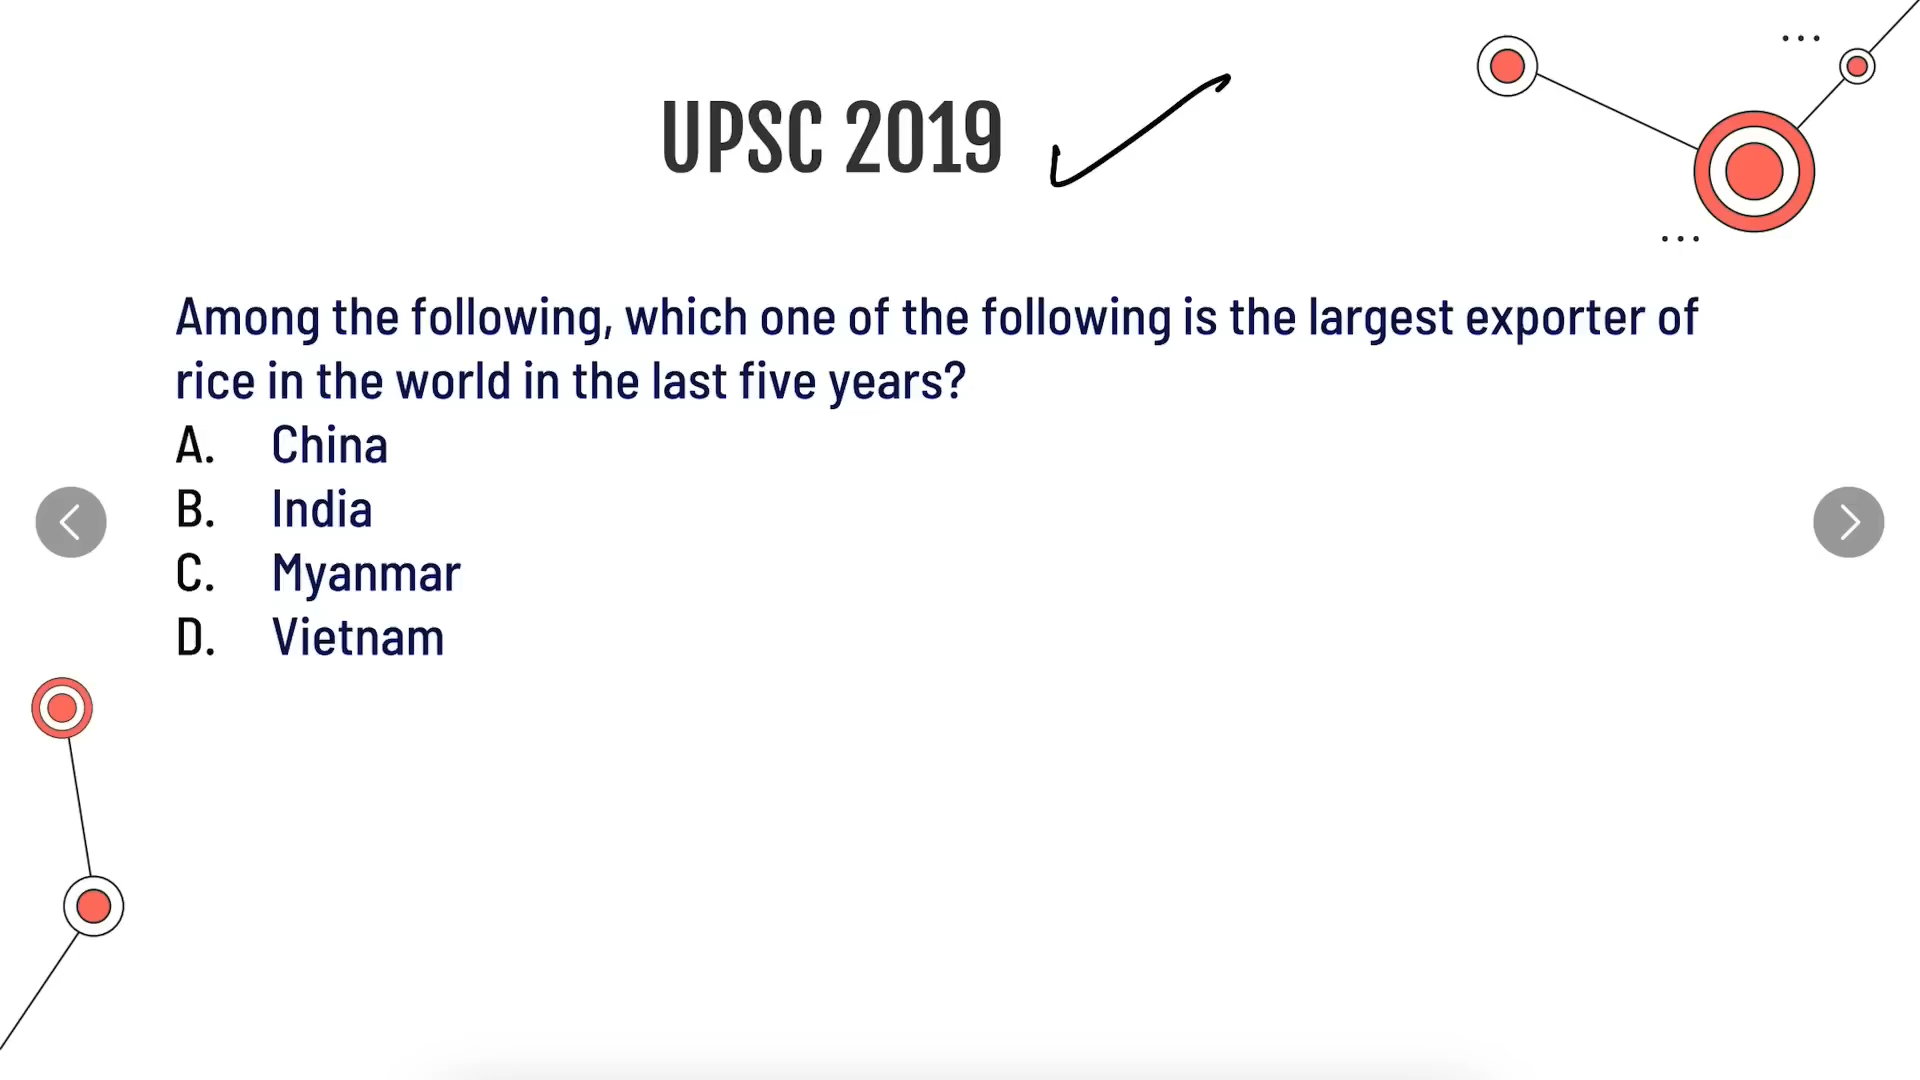 UPSC 2019
Among the following, which one of the following is the largest exporter of
rice in the world in the last five years?
A. China
B. India
C. Myanmar
D. Vietnam